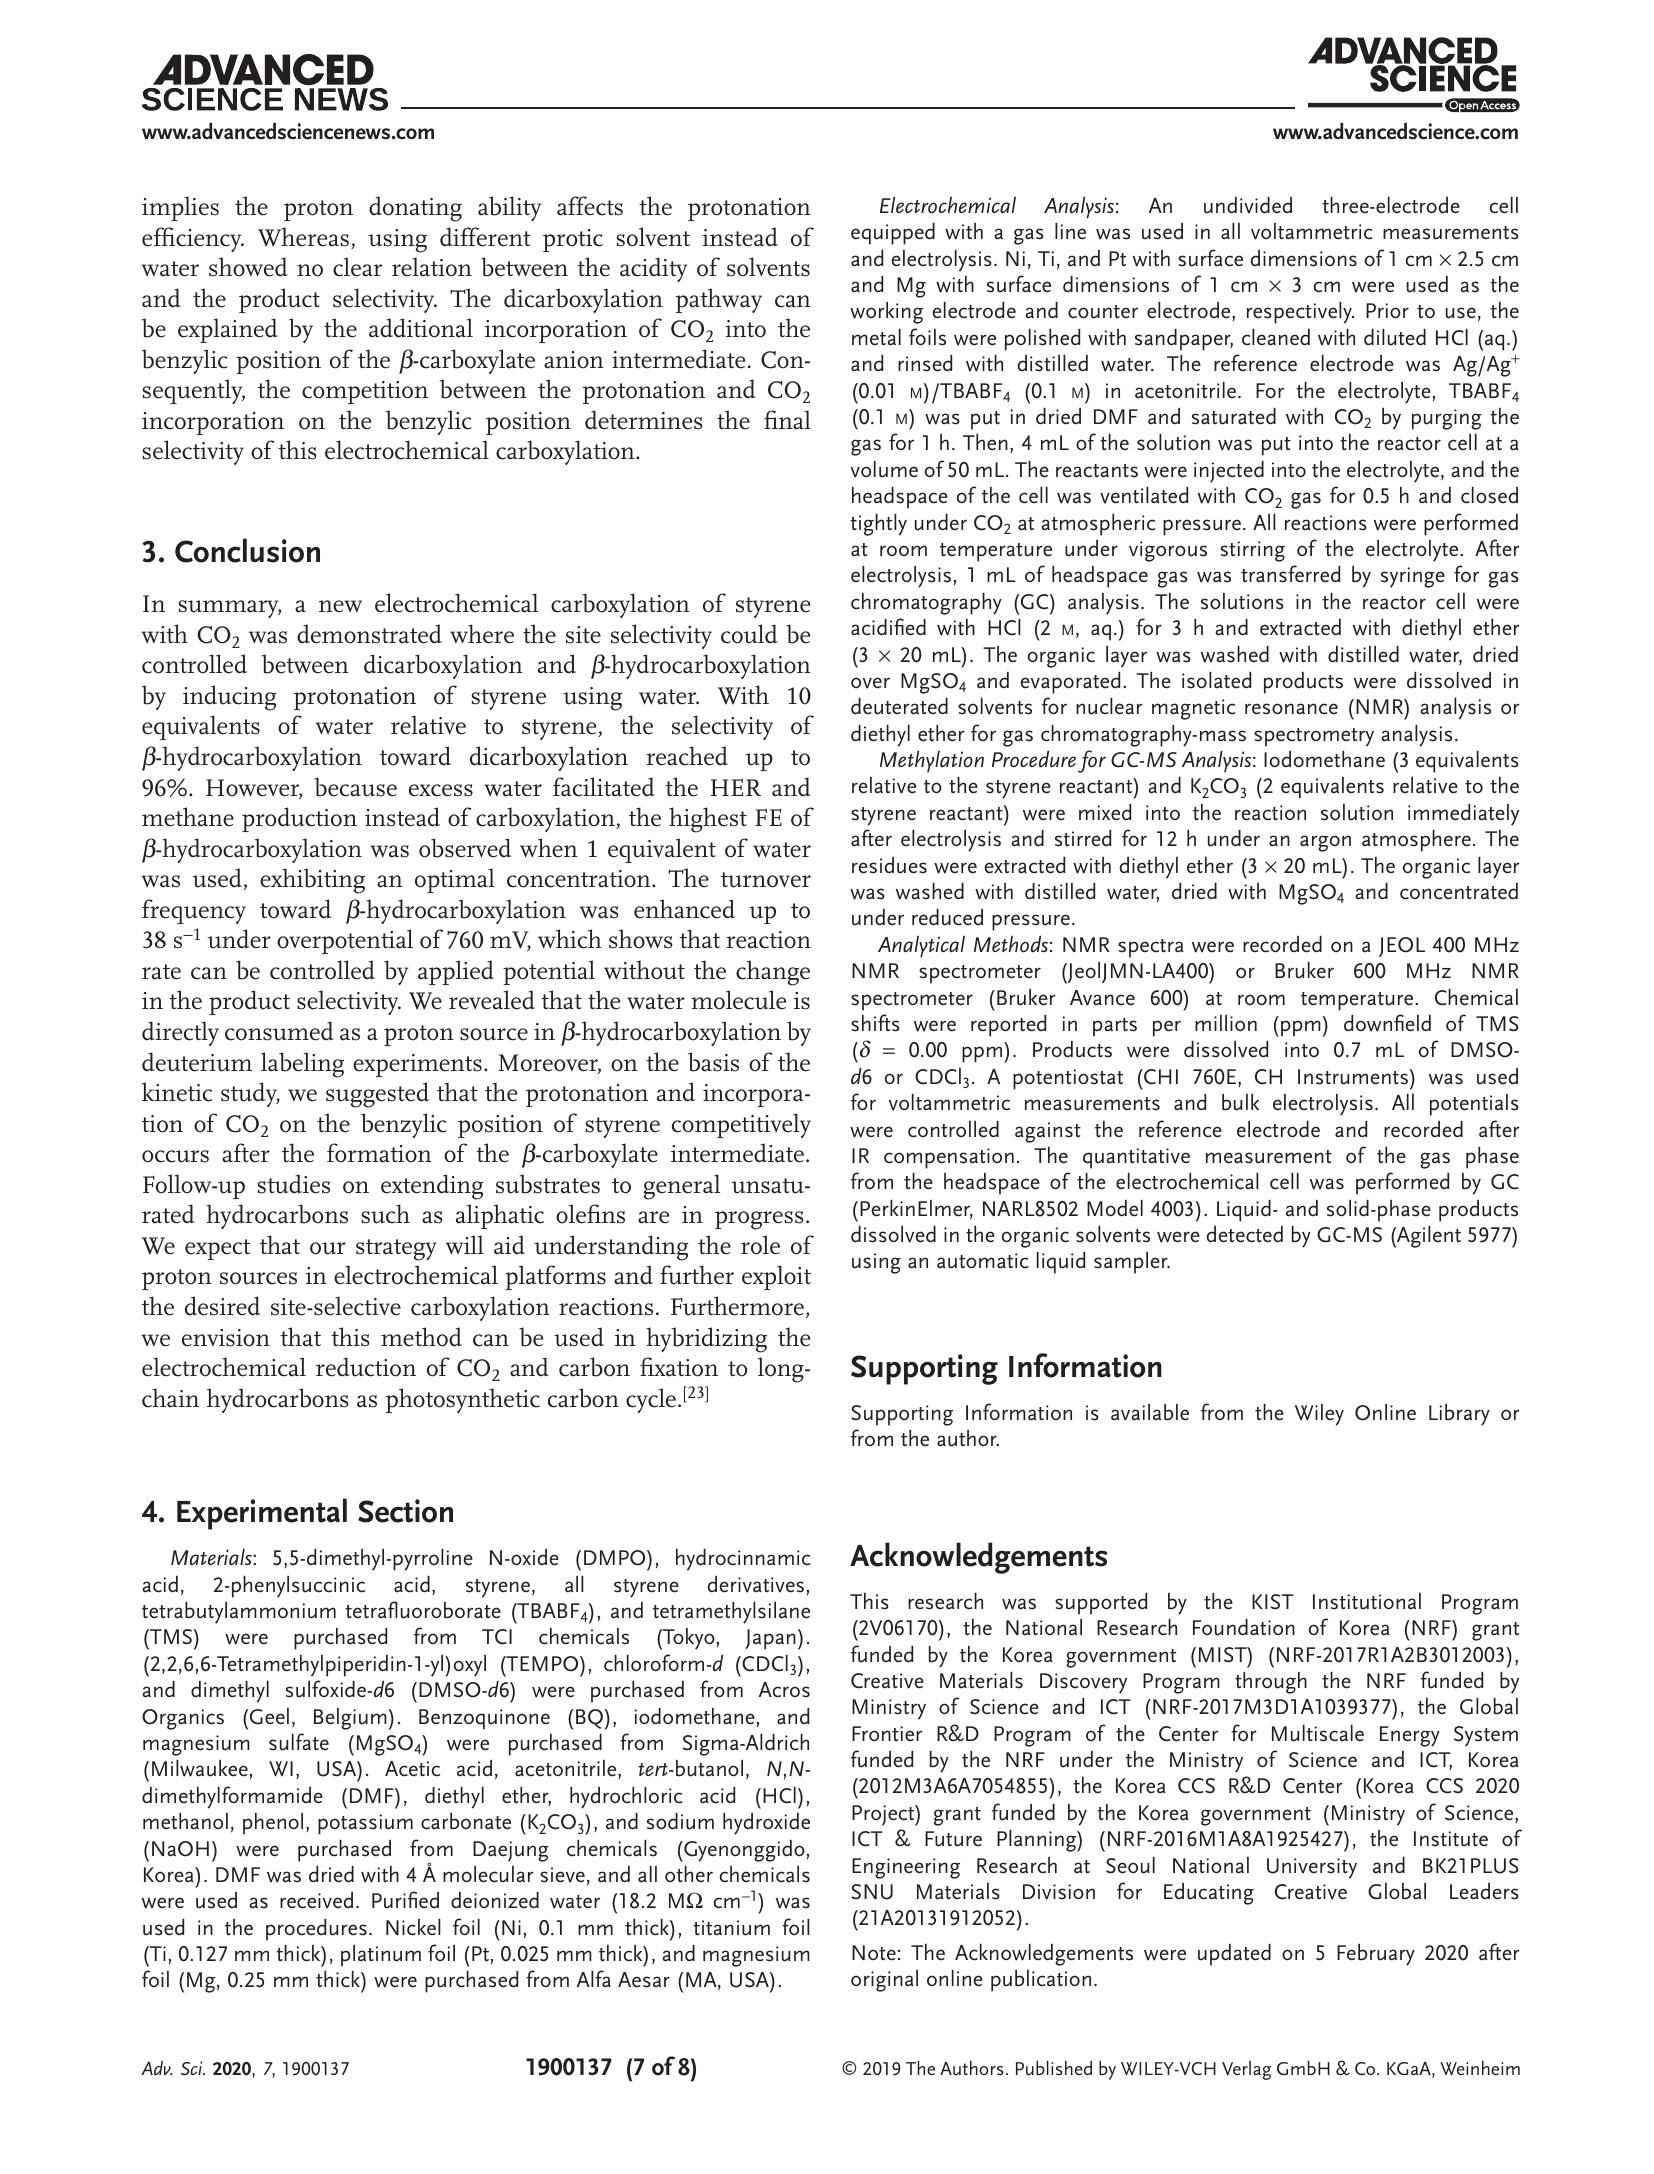 ADVANCED
SCIENCE NEWS
www.advancedsciencenews.com
ADVANCED
SCIENCE
Open Access
www.advancedscience.com
implies the proton donating ability affects the protonation
efficiency. Whereas, using different protic solvent instead of
water showed no clear relation between the acidity of solvents
and the product selectivity. The dicarboxylation pathway can
be explained by the additional incorporation of CO₂ into the
benzylic position of the β-carboxylate anion intermediate. Con-
sequently, the competition between the protonation and CO₂
incorporation on the benzylic position determines the final
selectivity of this electrochemical carboxylation.
3. Conclusion
In summary, a new electrochemical carboxylation of styrene
with CO₂ was demonstrated where the site selectivity could be
controlled between dicarboxylation and β-hydrocarboxylation
by inducing protonation of styrene using water. With 10
equivalents of water relative to styrene, the selectivity of
β-hydrocarboxylation toward dicarboxylation reached up to
96%. However, because excess water facilitated the HER and
methane production instead of carboxylation, the highest FE of
β-hydrocarboxylation was observed when 1 equivalent of water
was used, exhibiting an optimal concentration. The turnover
frequency toward β-hydrocarboxylation was enhanced up to
38 s⁻¹ under overpotential of 760 mV, which shows that reaction
rate can be controlled by applied potential without the change
in the product selectivity. We revealed that the water molecule is
directly consumed as a proton source in β-hydrocarboxylation by
deuterium labeling experiments. Moreover, on the basis of the
kinetic study, we suggested that the protonation and incorpora-
tion of CO₂ on the benzylic position of styrene competitively
occurs after the formation of the β-carboxylate intermediate.
Follow-up studies on extending substrates to general unsatu-
rated hydrocarbons such as aliphatic olefins are in progress.
We expect that our strategy will aid understanding the role of
proton sources in electrochemical platforms and further exploit
the desired site-selective carboxylation reactions. Furthermore,
we envision that this method can be used in hybridizing the
electrochemical reduction of CO₂ and carbon fixation to long-
chain hydrocarbons as photosynthetic carbon cycle.[23]
4. Experimental Section
Materials: 5,5-dimethyl-pyrroline N-oxide (DMPO), hydrocinnamic
acid, 2-phenylsuccinic acid, styrene, all styrene derivatives,
tetrabutylammonium tetrafluoroborate (TBABF₄), and tetramethylsilane
(TMS) were purchased from TCI chemicals (Tokyo, Japan).
(2,2,6,6-Tetramethylpiperidin-1-yl)oxyl (TEMPO), chloroform-d (CDCl₃),
and dimethyl sulfoxide-d6 (DMSO-d6) were purchased from Acros
Organics (Geel, Belgium). Benzoquinone (BQ), iodomethane, and
magnesium sulfate (MgSO₄) were purchased from Sigma-Aldrich
(Milwaukee, WI, USA). Acetic acid, acetonitrile, tert-butanol, N,N-
dimethylformamide (DMF), diethyl ether, hydrochloric acid (HCl),
methanol, phenol, potassium carbonate (K₂CO₃), and sodium hydroxide
(NaOH) were purchased from Daejung chemicals (Gyenonggido,
Korea). DMF was dried with 4 Å molecular sieve, and all other chemicals
were used as received. Purified deionized water (18.2 MΩ cm⁻¹) was
used in the procedures. Nickel foil (Ni, 0.1 mm thick), titanium foil
(Ti, 0.127 mm thick), platinum foil (Pt, 0.025 mm thick), and magnesium
foil (Mg, 0.25 mm thick) were purchased from Alfa Aesar (MA, USA).
Electrochemical Analysis: An undivided three-electrode cell
equipped with a gas line was used in all voltammetric measurements
and electrolysis. Ni, Ti, and Pt with surface dimensions of 1 cm × 2.5 cm
and Mg with surface dimensions of 1 cm × 3 cm were used as the
working electrode and counter electrode, respectively. Prior to use, the
metal foils were polished with sandpaper, cleaned with diluted HCl (aq.)
and rinsed with distilled water. The reference electrode was Ag/Ag⁺
(0.01 M)/TBABF₄ (0.1 M) in acetonitrile. For the electrolyte, TBABF₄
(0.1 M) was put in dried DMF and saturated with CO₂ by purging the
gas for 1 h. Then, 4 mL of the solution was put into the reactor cell at a
volume of 50 mL. The reactants were injected into the electrolyte, and the
headspace of the cell was ventilated with CO₂ gas for 0.5 h and closed
tightly under CO₂ at atmospheric pressure. All reactions were performed
at room temperature under vigorous stirring of the electrolyte. After
electrolysis, 1 mL of headspace gas was transferred by syringe for gas
chromatography (GC) analysis. The solutions in the reactor cell were
acidified with HCl (2 M, aq.) for 3 h and extracted with diethyl ether
(3 × 20 mL). The organic layer was washed with distilled water, dried
over MgSO₄ and evaporated. The isolated products were dissolved in
deuterated solvents for nuclear magnetic resonance (NMR) analysis or
diethyl ether for gas chromatography-mass spectrometry analysis.
Methylation Procedure for GC-MS Analysis: Iodomethane (3 equivalents
relative to the styrene reactant) and K₂CO₃ (2 equivalents relative to the
styrene reactant) were mixed into the reaction solution immediately
after electrolysis and stirred for 12 h under an argon atmosphere. The
residues were extracted with diethyl ether (3 × 20 mL). The organic layer
was washed with distilled water, dried with MgSO₄ and concentrated
under reduced pressure.
Analytical Methods: NMR spectra were recorded on a JEOL 400 MHz
NMR spectrometer (JeolJMN-LA400) or Bruker 600 MHz NMR
spectrometer (Bruker Avance 600) at room temperature. Chemical
shifts were reported in parts per million (ppm) downfield of TMS
(δ = 0.00 ppm). Products were dissolved into 0.7 mL of DMSO-
d6 or CDCl₃. A potentiostat (CHI 760E, CH Instruments) was used
for voltammetric measurements and bulk electrolysis. All potentials
were controlled against the reference electrode and recorded after
IR compensation. The quantitative measurement of the gas phase
from the headspace of the electrochemical cell was performed by GC
(PerkinElmer, NARL8502 Model 4003). Liquid- and solid-phase products
dissolved in the organic solvents were detected by GC-MS (Agilent 5977)
using an automatic liquid sampler.
Supporting Information
Supporting Information is available from the Wiley Online Library or
from the author.
Acknowledgements
This research was supported by the KIST Institutional Program
(2V06170), the National Research Foundation of Korea (NRF) grant
funded by the Korea government (MIST) (NRF-2017R1A2B3012003),
Creative Materials Discovery Program through the NRF funded by
Ministry of Science and ICT (NRF-2017M3D1A1039377), the Global
Frontier R&D Program of the Center for Multiscale Energy System
funded by the NRF under the Ministry of Science and ICT, Korea
(2012M3A6A7054855), the Korea CCS R&D Center (Korea CCS 2020
Project) grant funded by the Korea government (Ministry of Science,
ICT & Future Planning) (NRF-2016M1A8A1925427), the Institute of
Engineering Research at Seoul National University and BK21PLUS
SNU Materials Division for Educating Creative Global Leaders
(21A20131912052).
Note: The Acknowledgements were updated on 5 February 2020 after
original online publication.
Adv. Sci. 2020, 7, 1900137
1900137 (7 of 8)
© 2019 The Authors. Published by WILEY-VCH Verlag GmbH & Co. KGaA, Weinheim